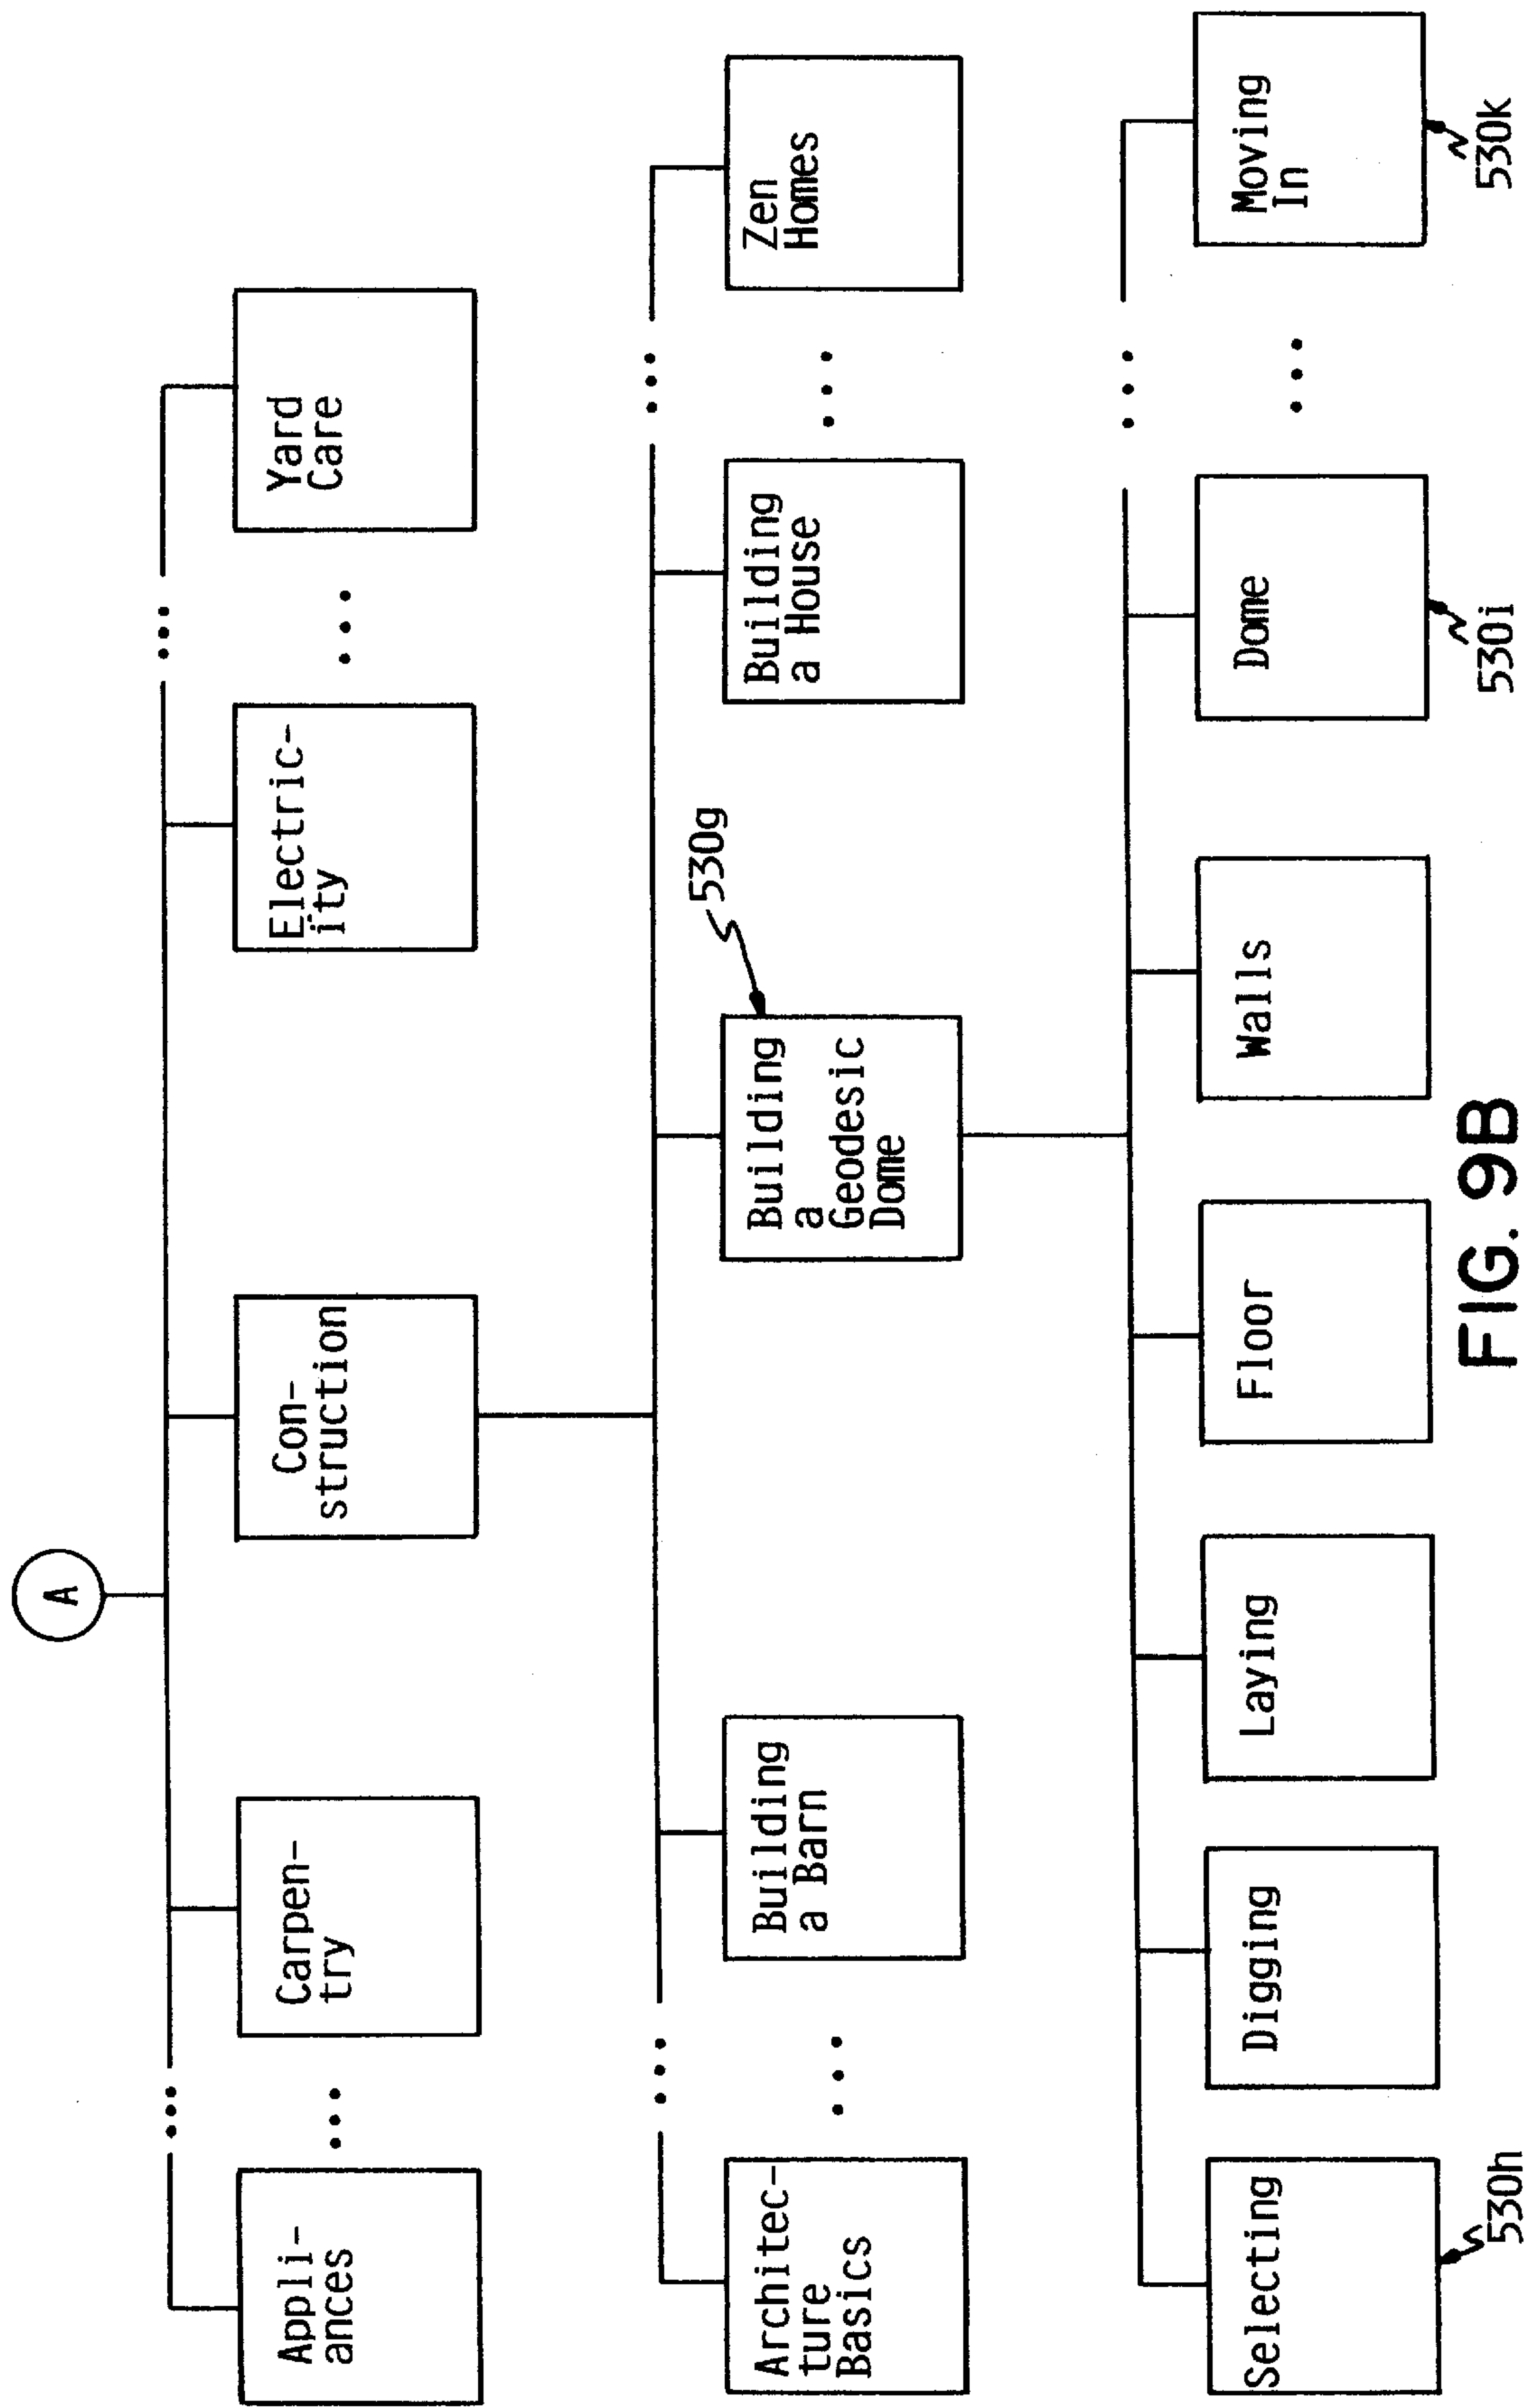 A
Appli-
ances
Carpen-
try
Con-
struction
Electric-
ity
Yard
Care
Architec-
ture
Basics
Building
a Barn
Building
a
Geodesic
Dome
530g
Building
a House
Zen
Homes
Selecting
530h
Digging
Laying
Floor
Walls
Dome
530i
Moving
In
530k
FIG. 9B